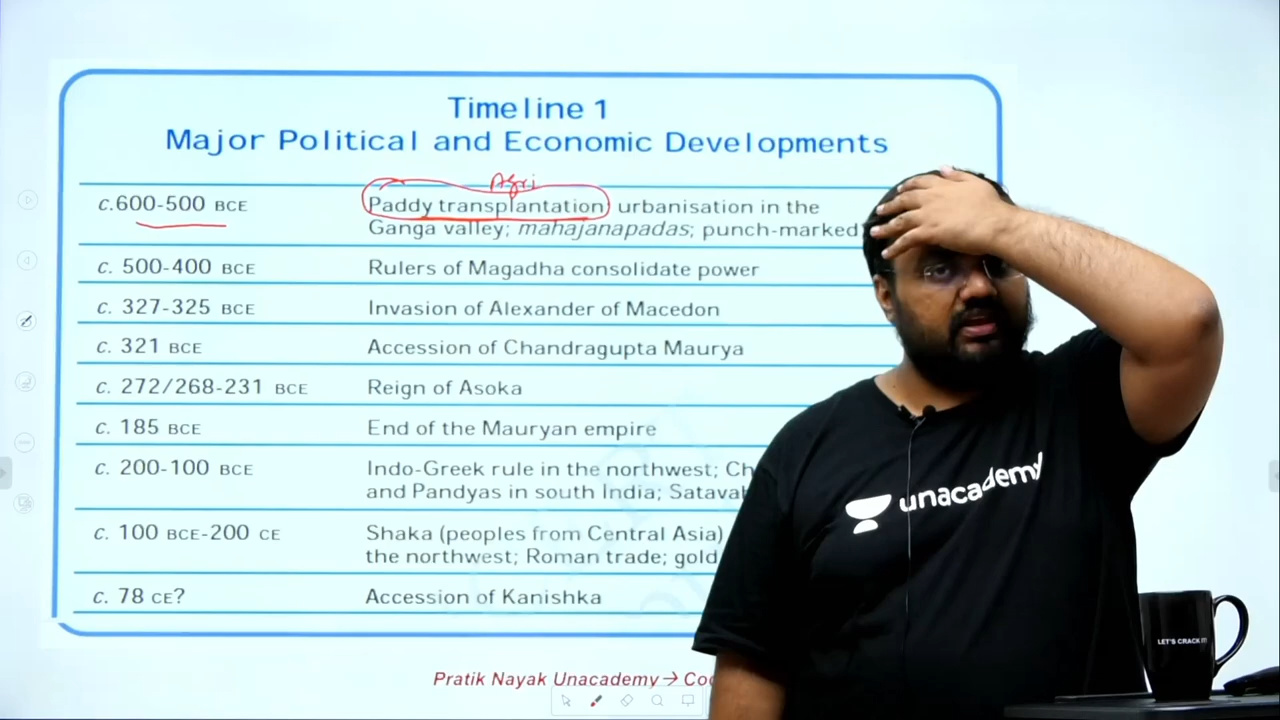 Timeline 1
Major Political and Economic Developments
Agri
c.600-500 BCE Paddy transplantation urbanisation in the
Ganga valley; mahajanapadas; punch-marked
c. 500-400 BCE Rulers of Magadha consolidate power
c. 327-325 BCE Invasion of Alexander of Macedon
c. 321 BCE Accession of Chandragupta Maurya
c. 272/268-231 BCE Reign of Asoka
c. 185 BCE End of the Mauryan empire
c. 200-100 BCE Indo-Greek rule in the northwest;
and Pandyas in south India;
c. 100 BCE-200 CE Shaka (peoples from Central Asia)
the northwest; Roman trade; gold
c. 78 CE? Accession of Kanishka
Pratik Nayak Unacademy →
unacademy
LET'S CRACK IT!